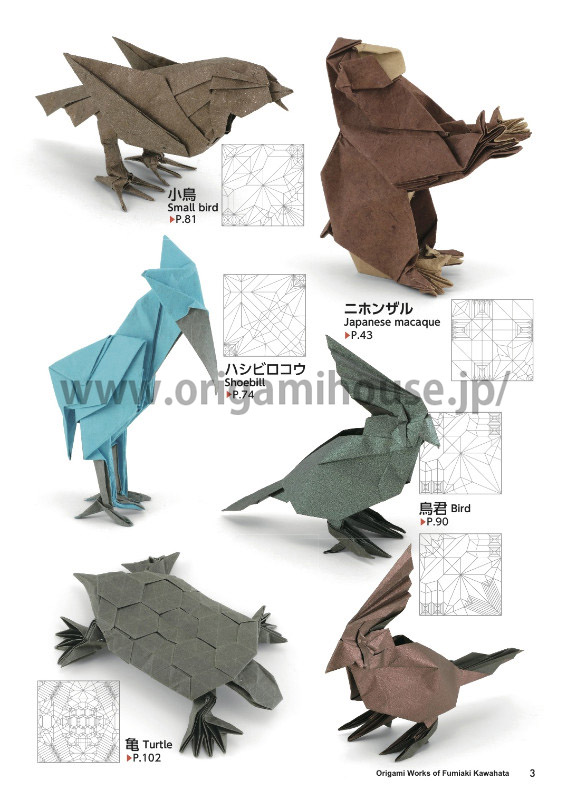 小鳥
Small bird
▶P.81
ニホンザル
Japanese macaque
▶P.43
ハシビロコウ
Shoebill
▶P.74
www.origamihouse.jp/
鳥君 Bird
▶P.90
亀 Turtle
▶P.102
Origami Works of Fumiaki Kawahata 3